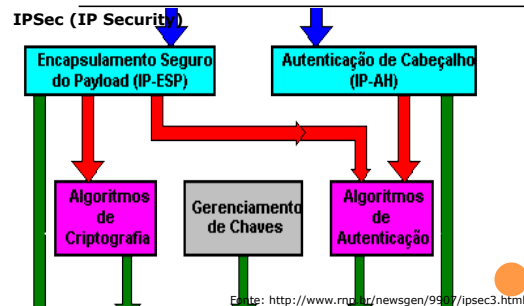 IPSec (IP Security)
Encapsulamento Seguro
do Payload (IP-ESP)
Autenticação de Cabeçalho
(IP-AH)
Algoritmos
de
Criptografia
Gerenciamento
de Chaves
Algoritmos
de
Autenticação
Fonte: http://www.rnp.br/newsgen/9907/ipsec3.html